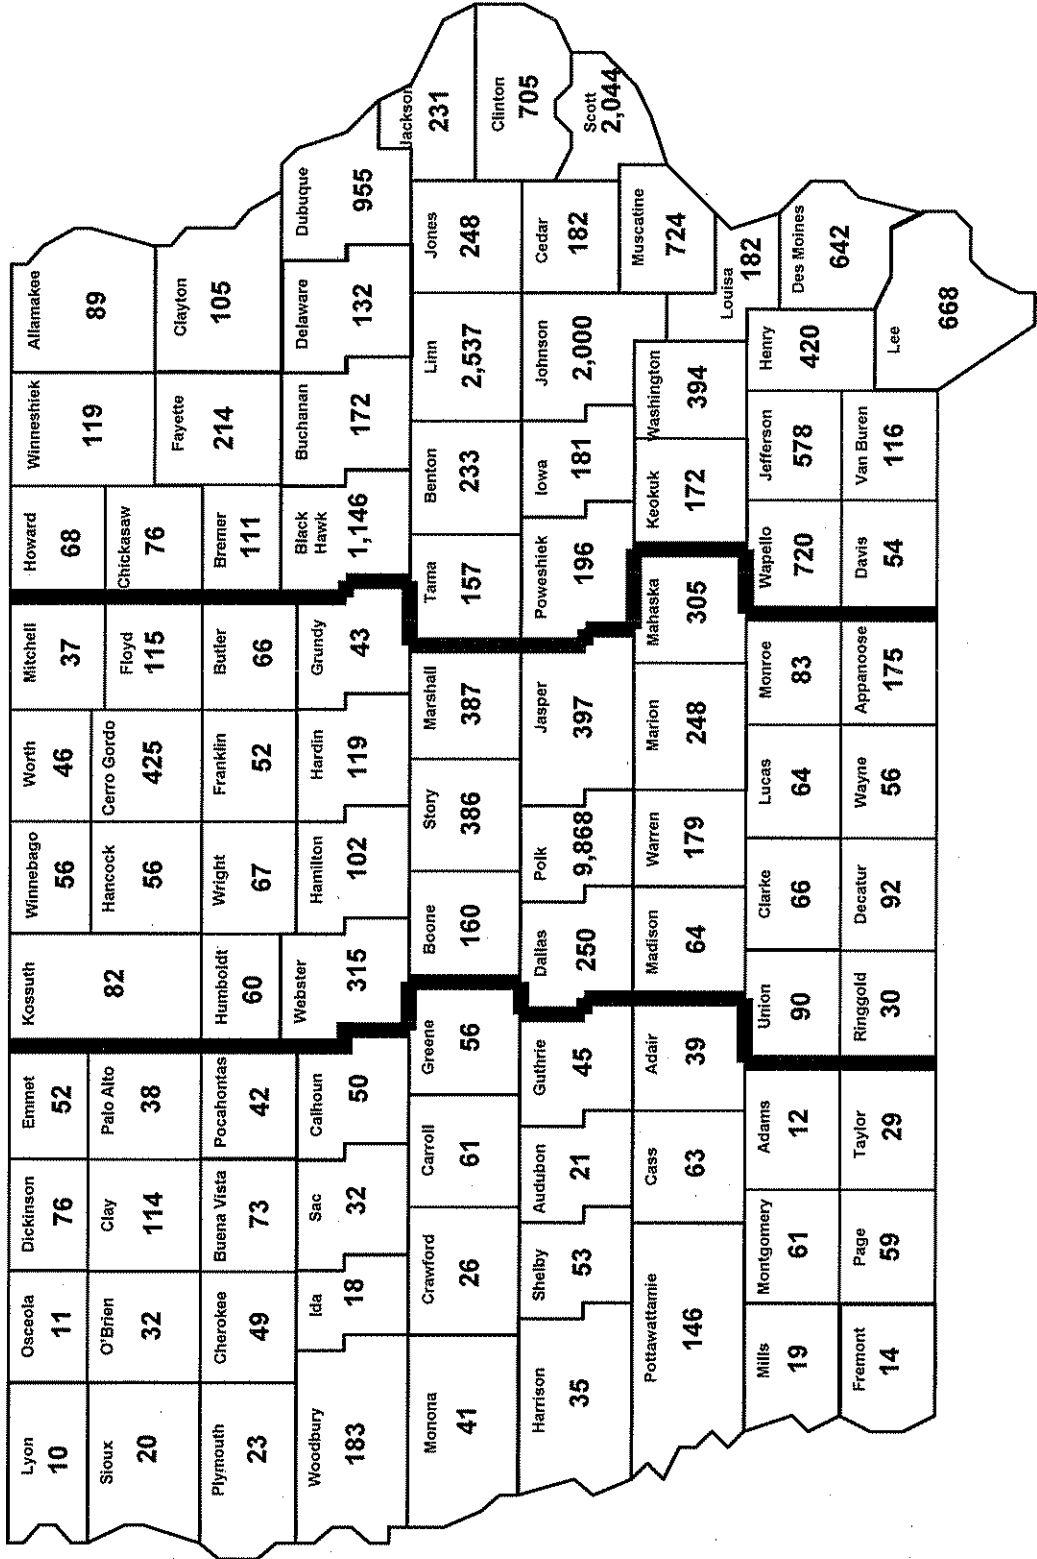 Lyon
10
Osceola
11
Dickinson
76
Emmet
52
Kossuth
82
Winnebago
56
Worth
46
Mitchell
37
Howard
68
Winneshiek
119
Allamakee
89
Sioux
20
O'Brien
32
Clay
114
Palo Alto
38
Hancock
56
Cerro Gordo
425
Floyd
115
Chickasaw
76
Fayette
214
Clayton
105
Plymouth
23
Cherokee
49
Buena Vista
73
Pocahontas
42
Humboldt
60
Wright
67
Franklin
52
Butler
66
Bremer
111
Woodbury
183
Ida
18
Sac
32
Calhoun
50
Webster
315
Hamilton
102
Hardin
119
Grundy
43
Black
Hawk
1,146
Buchanan
172
Delaware
132
Dubuque
955
Monona
41
Crawford
26
Carroll
61
Greene
56
Boone
160
Story
386
Marshall
387
Tama
157
Benton
233
Linn
2,537
Jones
248
Jackson
231
Clinton
705
Harrison
35
Shelby
53
Audubon
21
Guthrie
45
Dallas
250
Polk
9,868
Jasper
397
Poweshiek
196
Iowa
181
Johnson
2,000
Cedar
182
Scott
2,044
Muscatine
724
Pottawattamie
146
Cass
63
Adair
39
Madison
64
Warren
179
Marion
248
Mahaska
305
Keokuk
172
Washington
394
Louisa
182
Mills
19
Montgomery
61
Adams
12
Union
90
Clarke
66
Lucas
64
Monroe
83
Wapello
720
Jefferson
578
Henry
420
Des Moines
642
Fremont
14
Page
59
Taylor
29
Ringgold
30
Decatur
92
Wayne
56
Appanoose
175
Davis
54
Van Buren
116
Lee
668